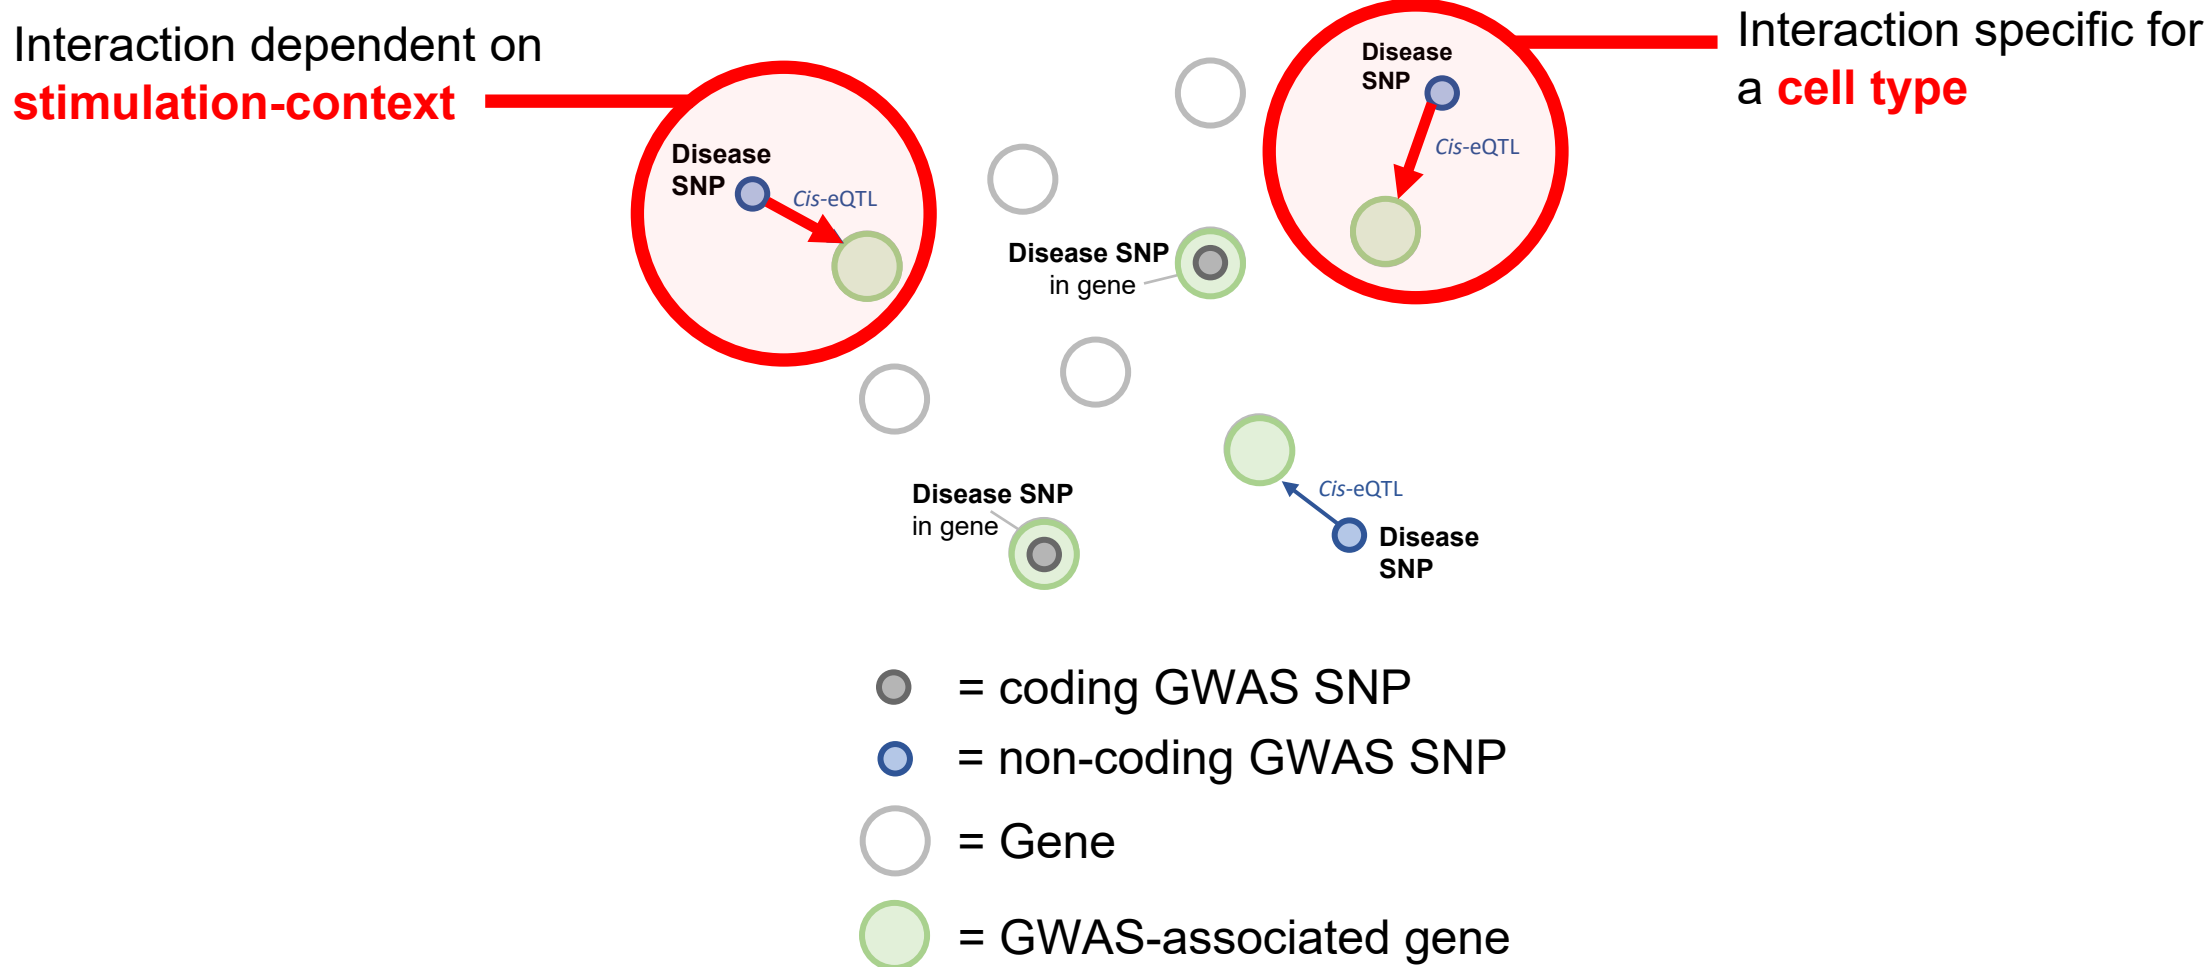 Interaction dependent on
stimulation-context
Interaction specific for
a cell type
Disease
SNP
Cis-eQTL
Disease
SNP
Cis-eQTL
Disease SNP
in gene
Disease SNP
in gene
Cis-eQTL
Disease
SNP
= coding GWAS SNP
= non-coding GWAS SNP
= Gene
= GWAS-associated gene